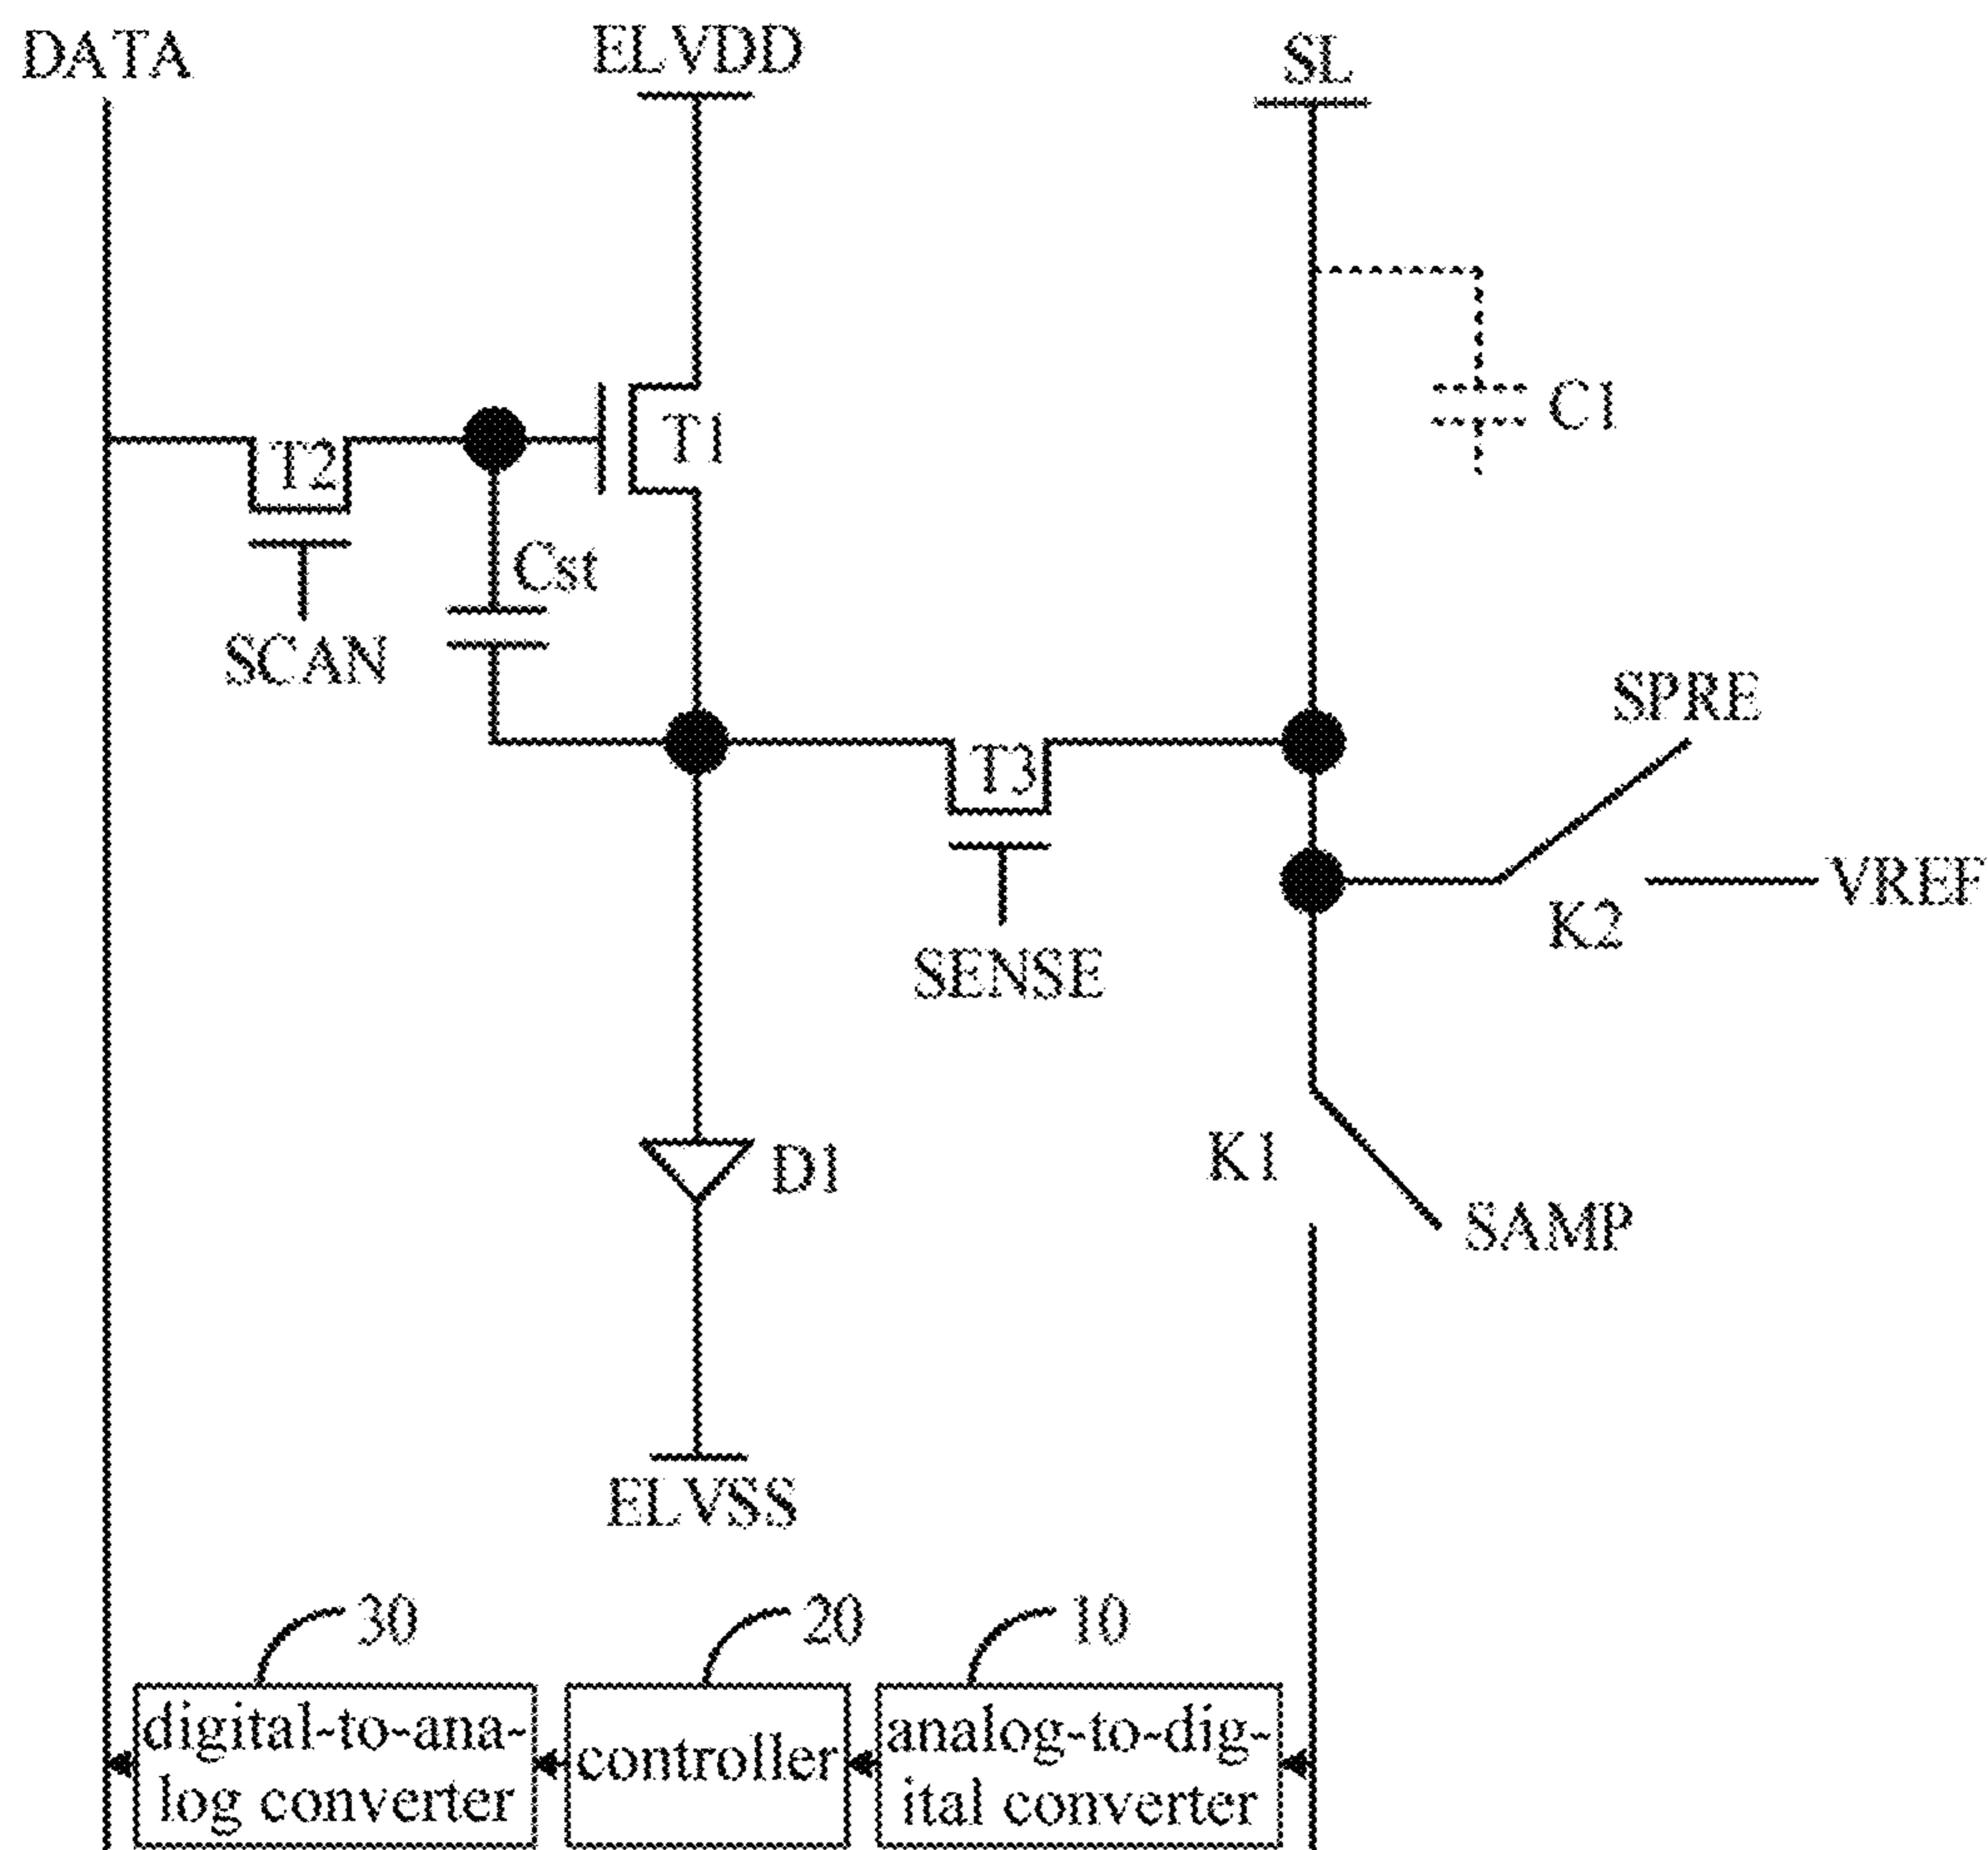 DATA
ELVDD
SL
C1
T1
T2
Cst
SCAN
SPRE
T3
VREF
K2
SENSE
K1
D1
SAMP
ELVSS
30
20
10
digital-to-ana-
log converter
controller
analog-to-dig-
ital converter